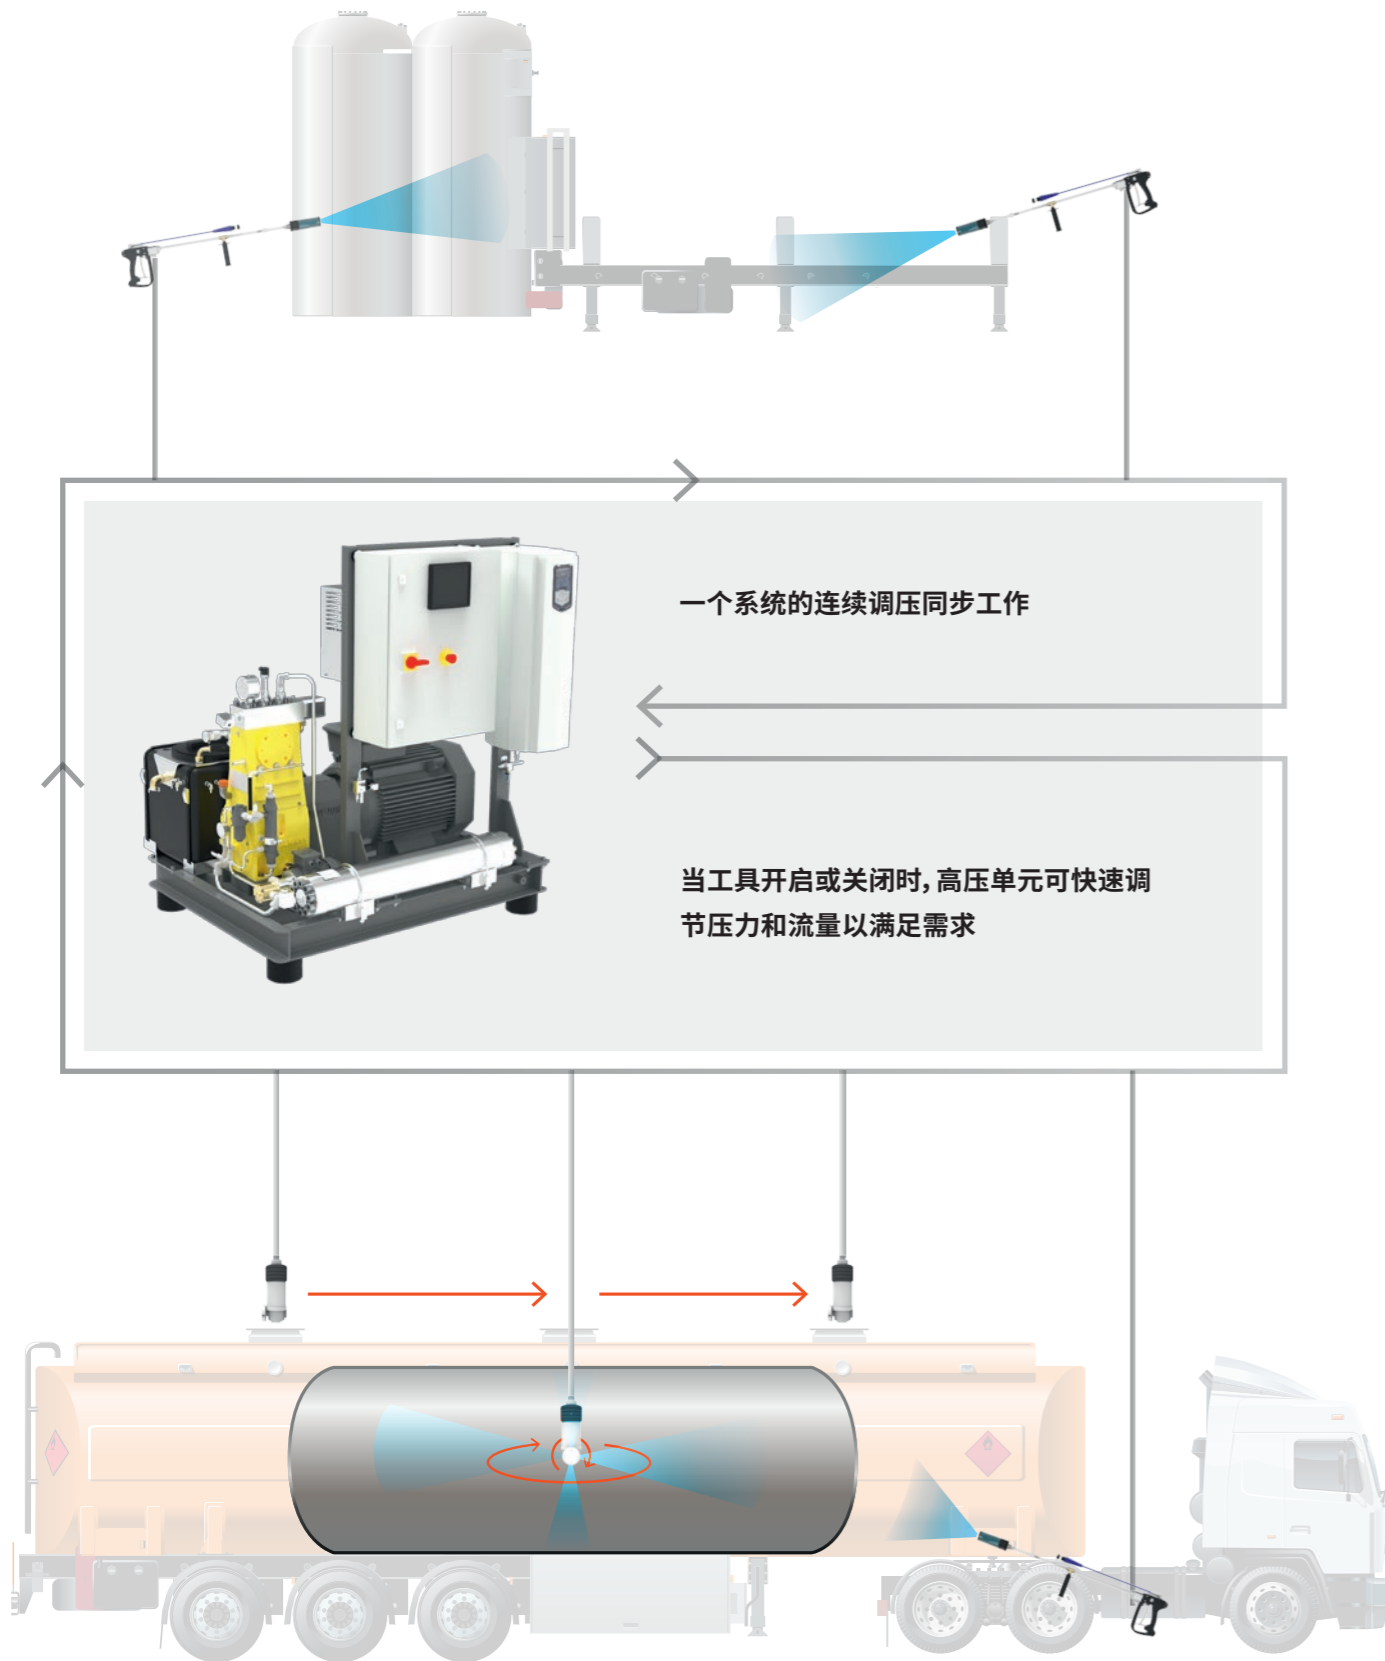 一个系统的连续调压同步工作
当工具开启或关闭时，高压单元可快速调
节压力和流量以满足需求